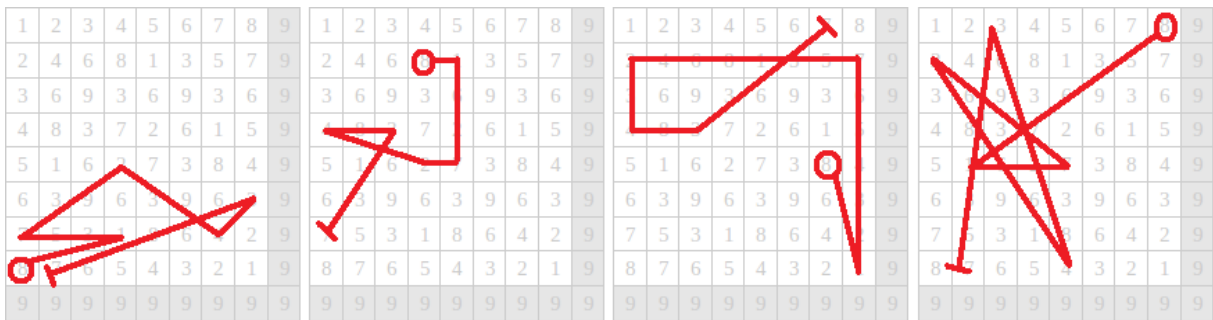 1 2 3 4 5 6 7 8 9 1 2 3 4 5 6 7 8 9 1 2 3 4 5 6 7 8 9 1 2 3 4 5 6 7 8 9
2 4 6 8 1 3 5 7 9 2 4 6 8 1 3 5 7 9 2 4 6 8 1 3 5 7 9 2 4 6 8 1 3 5 7 9
3 6 9 3 6 9 3 6 9 3 6 9 3 6 9 3 6 9 3 6 9 3 6 9 3 6 9 3 6 9 3 6 9 3 6 9
4 8 3 7 2 6 1 5 9 4 8 3 7 2 6 1 5 9 4 8 3 7 2 6 1 5 9 4 8 3 7 2 6 1 5 9
5 1 6 2 7 3 8 4 9 5 1 6 2 7 3 8 4 9 5 1 6 2 7 3 8 4 9 5 1 6 2 7 3 8 4 9
6 3 9 6 3 9 6 3 9 6 3 9 6 3 9 6 3 9 6 3 9 6 3 9 6 3 9 6 3 9 6 3 9 6 3 9
7 5 3 1 8 6 4 2 9 7 5 3 1 8 6 4 2 9 7 5 3 1 8 6 4 2 9 7 5 3 1 8 6 4 2 9
8 7 6 5 4 3 2 1 9 8 7 6 5 4 3 2 1 9 8 7 6 5 4 3 2 1 9 8 7 6 5 4 3 2 1 9
9 9 9 9 9 9 9 9 9 9 9 9 9 9 9 9 9 9 9 9 9 9 9 9 9 9 9 9 9 9 9 9 9 9 9 9